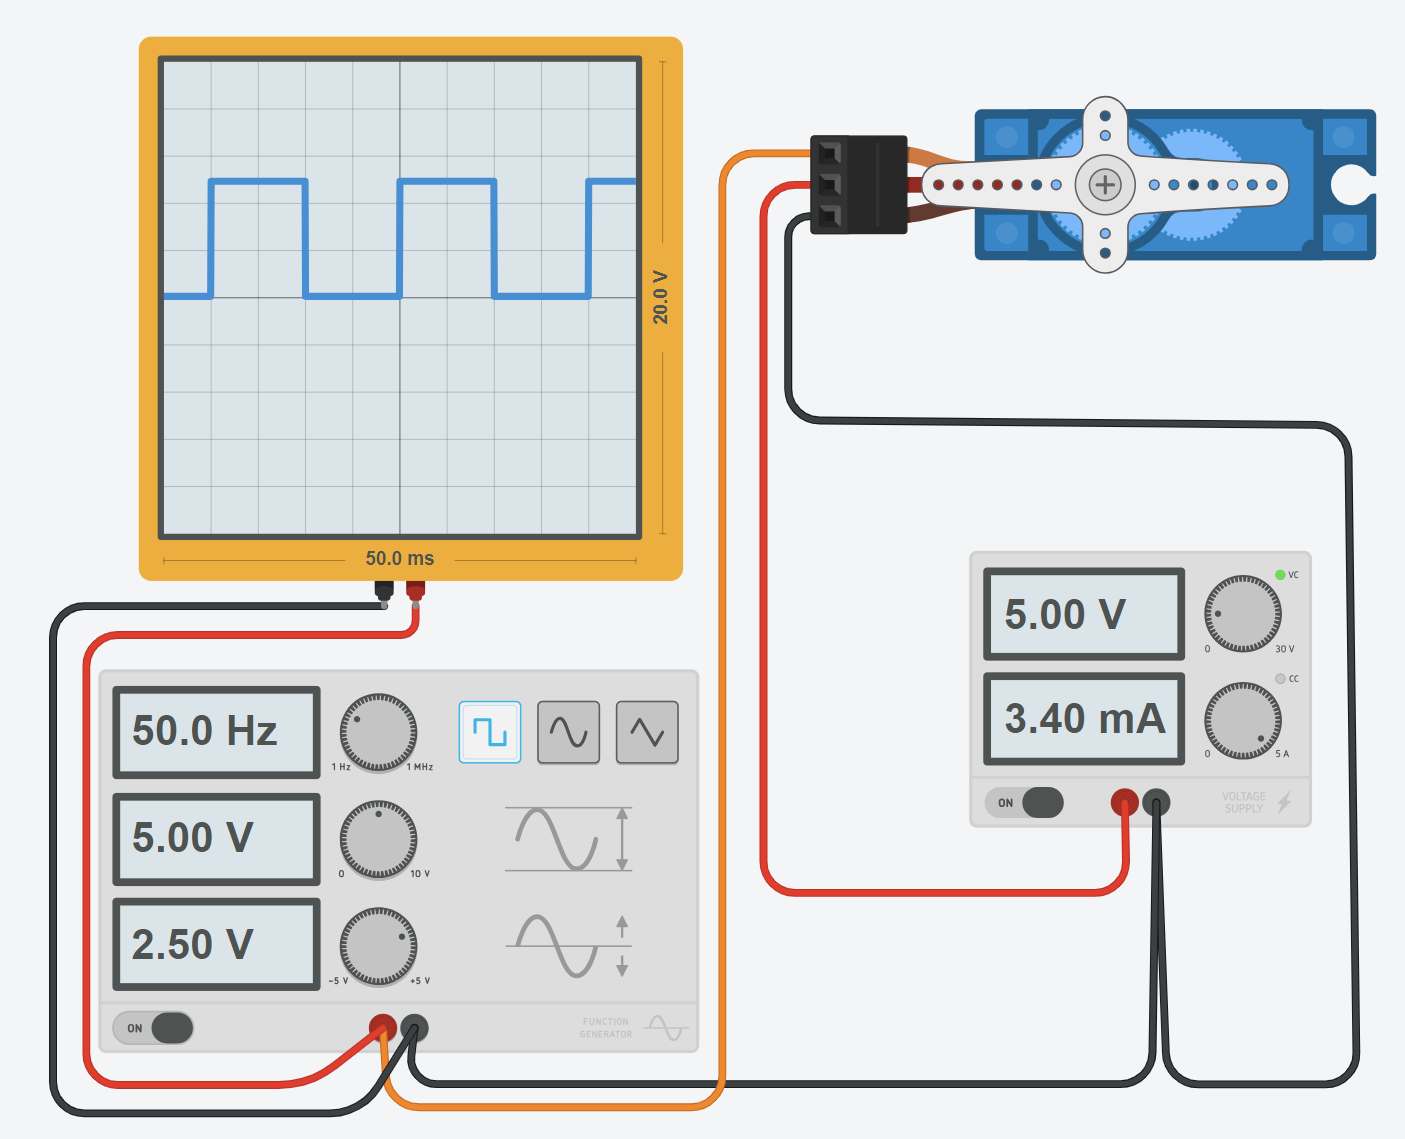 20.0 V
50.0 ms
50.0 Hz
1 Hz
1 MHz
5.00 V
0
10 V
2.50 V
-5 V
+5 V
ON
FUNCTION
GENERATOR
5.00 V
VC
0
30 V
3.40 mA
CC
0
5 A
ON
VOLTAGE
SUPPLY